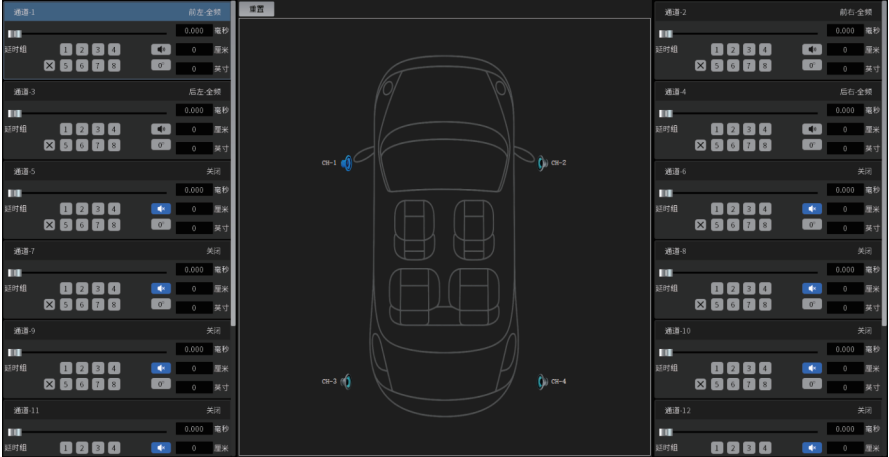 通道-1 前左-全频
0.000 毫秒
延时组 1 2 3 4 0 厘米
5 6 7 8 0° 0 英寸
通道-3 后左-全频
0.000 毫秒
延时组 1 2 3 4 0 厘米
5 6 7 8 0° 0 英寸
通道-5 关闭
0.000 毫秒
延时组 1 2 3 4 0 厘米
5 6 7 8 0° 0 英寸
通道-7 关闭
0.000 毫秒
延时组 1 2 3 4 0 厘米
5 6 7 8 0° 0 英寸
通道-9 关闭
0.000 毫秒
延时组 1 2 3 4 0 厘米
5 6 7 8 0° 0 英寸
通道-11 关闭
0.000 毫秒
延时组 1 2 3 4 0 厘米
重置
CH-1 CH-2
CH-3 CH-4
通道-2 前右-全频
0.000 毫秒
延时组 1 2 3 4 0 厘米
5 6 7 8 0° 0 英寸
通道-4 后右-全频
0.000 毫秒
延时组 1 2 3 4 0 厘米
5 6 7 8 0° 0 英寸
通道-6 关闭
0.000 毫秒
延时组 1 2 3 4 0 厘米
5 6 7 8 0° 0 英寸
通道-8 关闭
0.000 毫秒
延时组 1 2 3 4 0 厘米
5 6 7 8 0° 0 英寸
通道-10 关闭
0.000 毫秒
延时组 1 2 3 4 0 厘米
5 6 7 8 0° 0 英寸
通道-12 关闭
0.000 毫秒
延时组 1 2 3 4 0 厘米